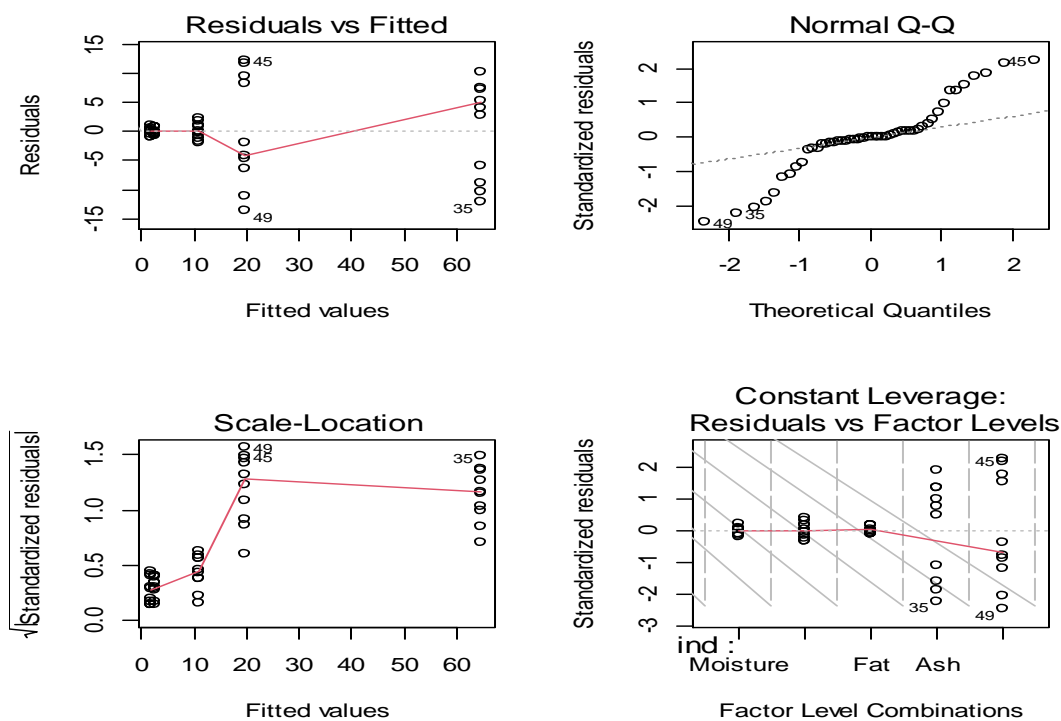 Residuals vs Fitted
Residuals
15
5
0
-5
-15
45
49
35
0 10 20 30 40 50 60
Fitted values
Normal Q-Q
Standardized residuals
2
1
0
-1
-2
45
49
35
-2 -1 0 1 2
Theoretical Quantiles
Scale-Location
√|Standardized residuals|
1.5
1.0
0.5
0.0
49
45
35
0 10 20 30 40 50 60
Fitted values
Constant Leverage:
Residuals vs Factor Levels
Standardized residuals
2
1
0
-1
-2
-3
45
35
49
ind :
Moisture Fat Ash
Factor Level Combinations